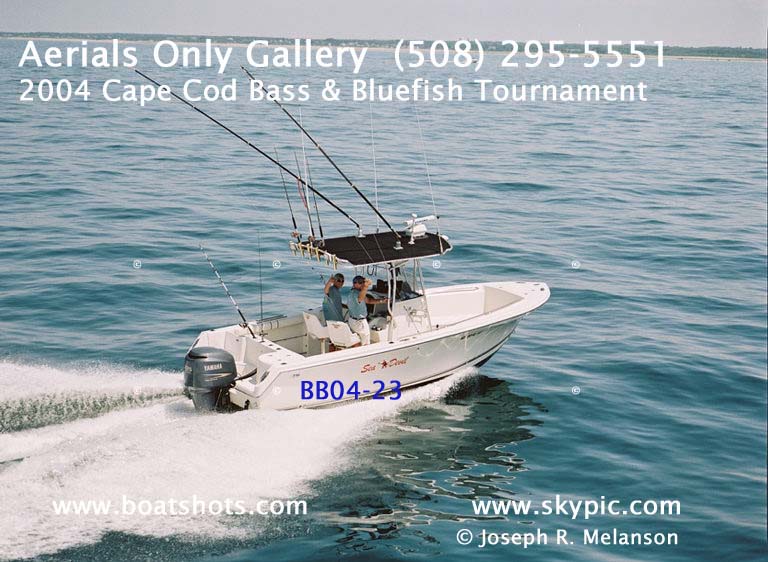 Aerials Only Gallery (508) 295-5551
2004 Cape Cod Bass & Bluefish Tournament
©
©
©
©
YAMAHA
Sea Devil
©
©
©
BB04-23
www.boatshots.com
www.skypic.com
© Joseph R. Melanson